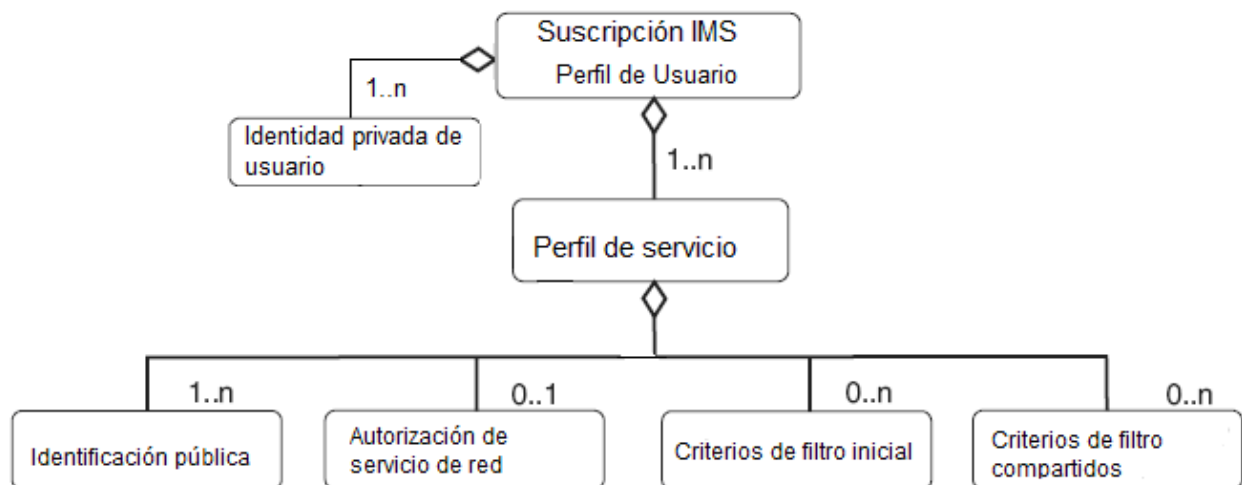 Suscripción IMS
Perfil de Usuario
1..n
Identidad privada de
usuario
1..n
Perfil de servicio
1..n
0..1
0..n
0..n
Identificación pública
Autorización de
servicio de red
Criterios de filtro inicial
Criterios de filtro
compartidos